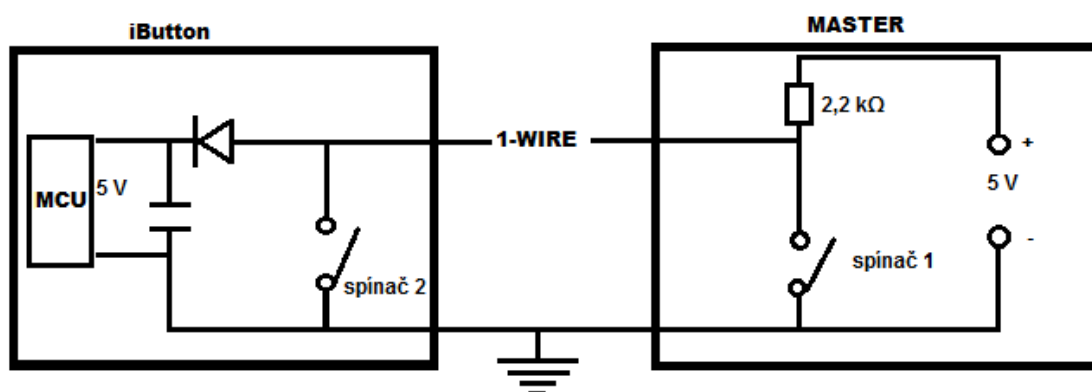 iButton
MASTER
2,2 kΩ
1-WIRE
+
MCU
5 V
5 V
-
spínač 2
spínač 1